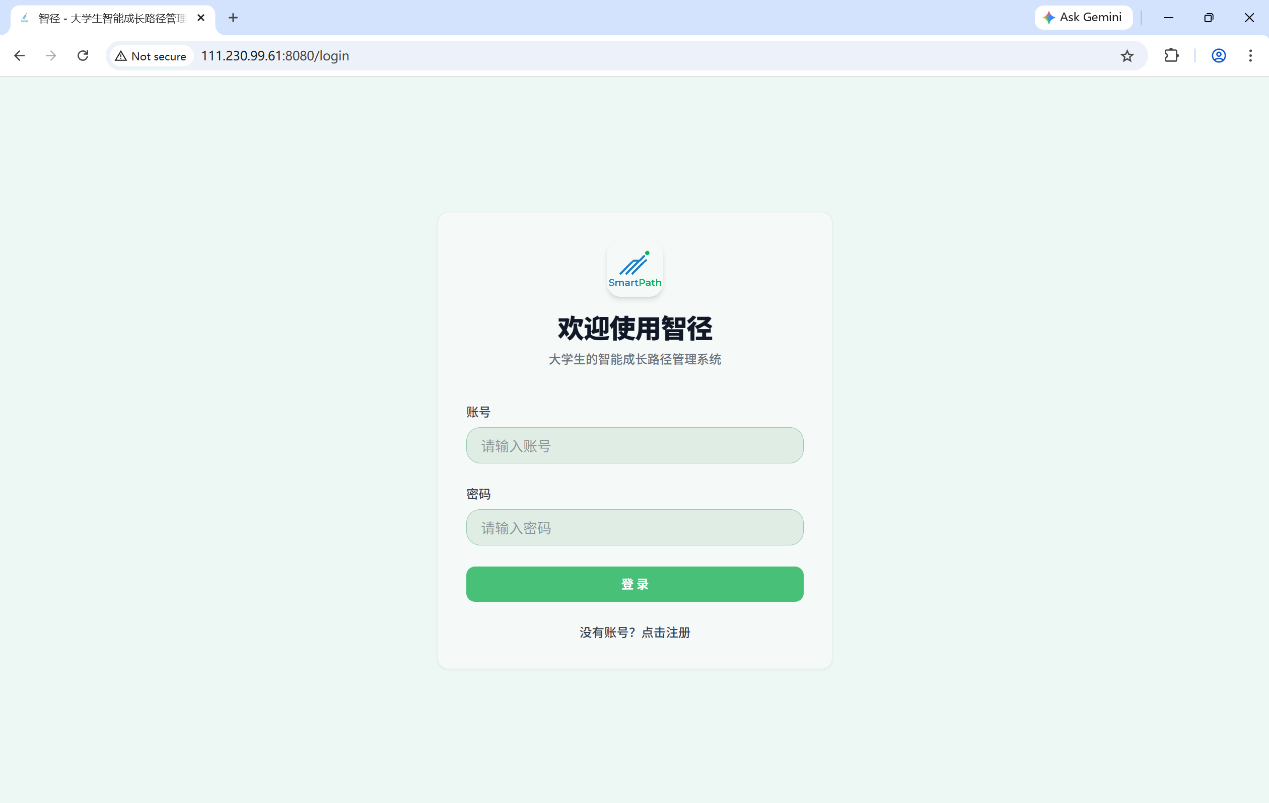 智径 - 大学生智能成长路径管理
Ask Gemini
Not secure
111.230.99.61:8080/login
SmartPath
欢迎使用智径
大学生的智能成长路径管理系统
账号
请输入账号
密码
请输入密码
登 录
没有账号？点击注册